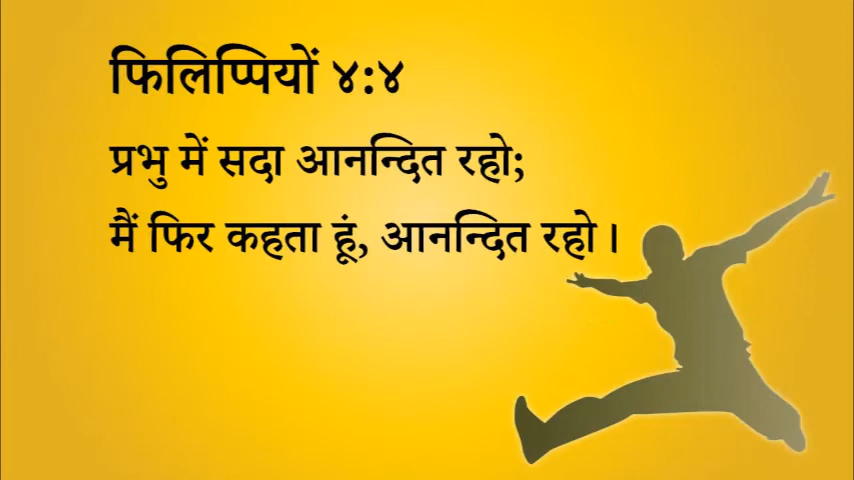 फिलिप्पियों ४:४
प्रभु में सदा आनन्दित रहो;
मैं फिर कहता हूं, आनन्दित रहो।